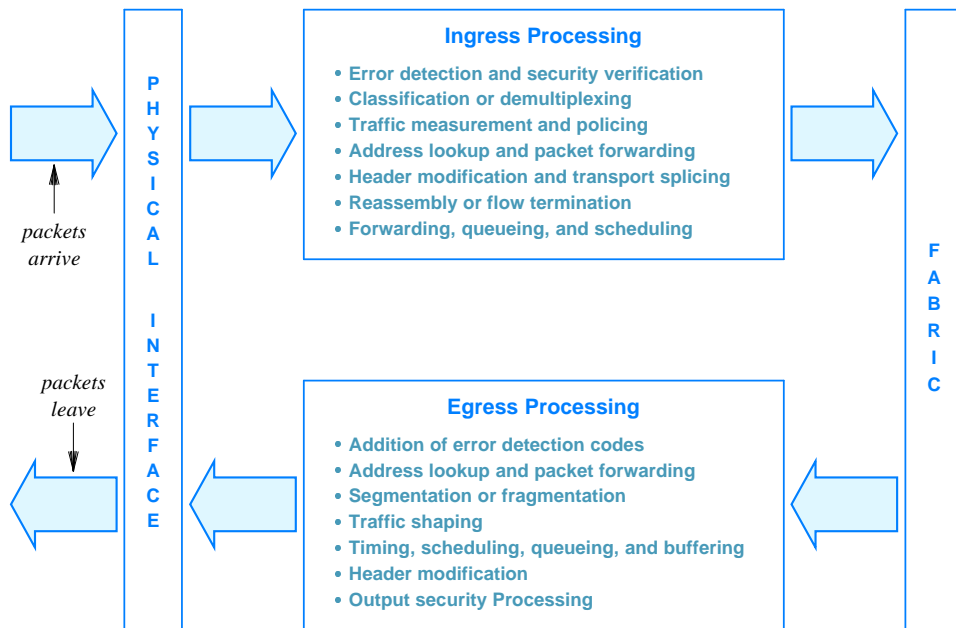 Ingress Processing
• Error detection and security verification
• Classification or demultiplexing
• Traffic measurement and policing
• Address lookup and packet forwarding
• Header modification and transport splicing
• Reassembly or flow termination
• Forwarding, queueing, and scheduling
PHYSICAL INTERFACE
packets
arrive
packets
leave
FABRIC
Egress Processing
• Addition of error detection codes
• Address lookup and packet forwarding
• Segmentation or fragmentation
• Traffic shaping
• Timing, scheduling, queueing, and buffering
• Header modification
• Output security Processing